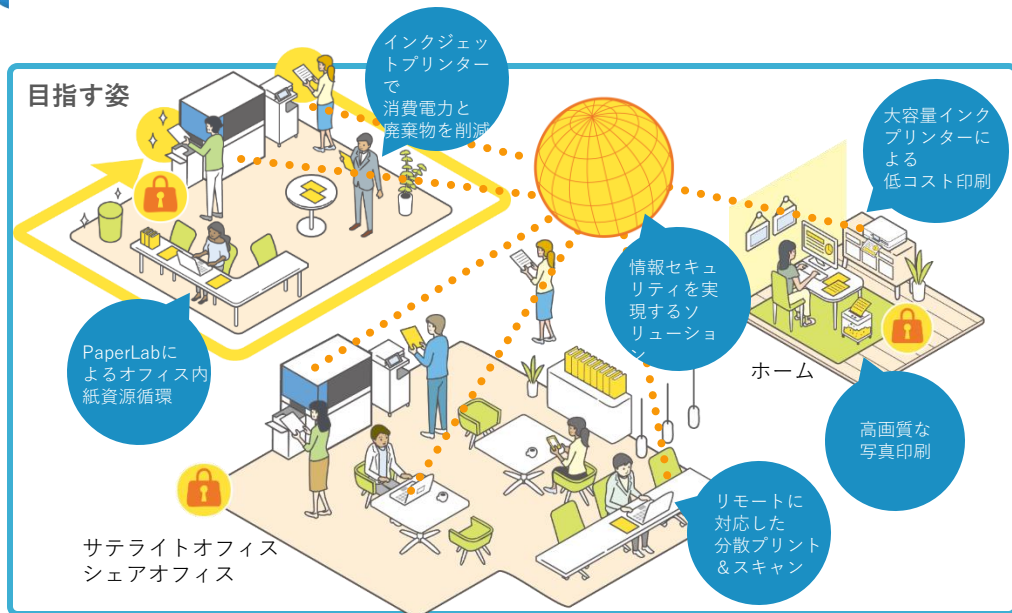 目指す姿
インクジェッ
トプリンター
で
消費電力と
廃棄物を削減
大容量インク
プリンターに
よる
低コスト印刷
情報セキュ
リティを実
現するソ
リューショ
ン
PaperLabに
よるオフィス内
紙資源循環
ホーム
高画質な
写真印刷
リモートに
対応した
分散プリント
＆スキャン
サテライトオフィス
シェアオフィス